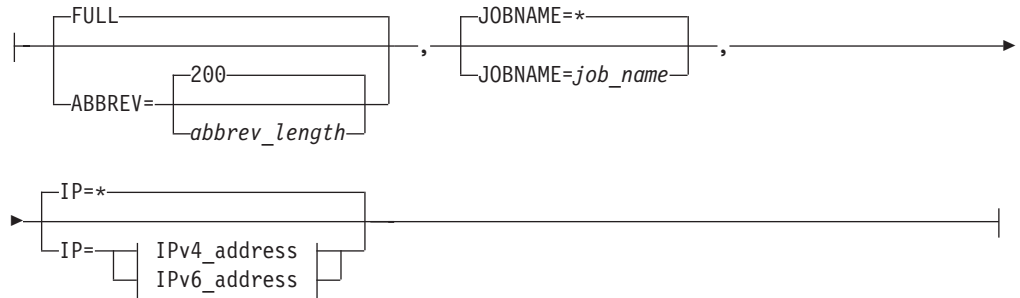 FULL
JOBNAME=*
,
,
JOBNAME=job_name
200
ABBREV=
abbrev_length
IP=*
IP=
IPv4_address
IPv6_address